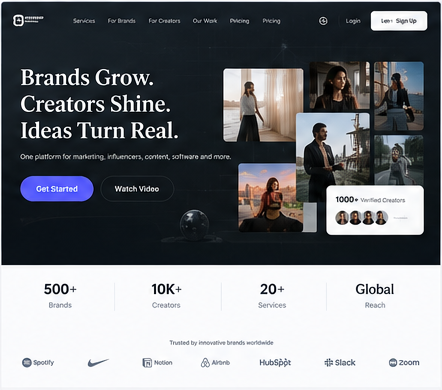 Services For Brands For Creators Our Work Pricing Pricing Login Sign Up
Brands Grow.
Creators Shine.
Ideas Turn Real.
One platform for marketing, influencers, content, software and more.
Get Started Watch Video
1000+ Verified Creators
500+ 10K+ 20+ Global
Brands Creators Services Reach
Trusted by innovative brands worldwide
Spotify Notion Airbnb HubSpot Slack zoom